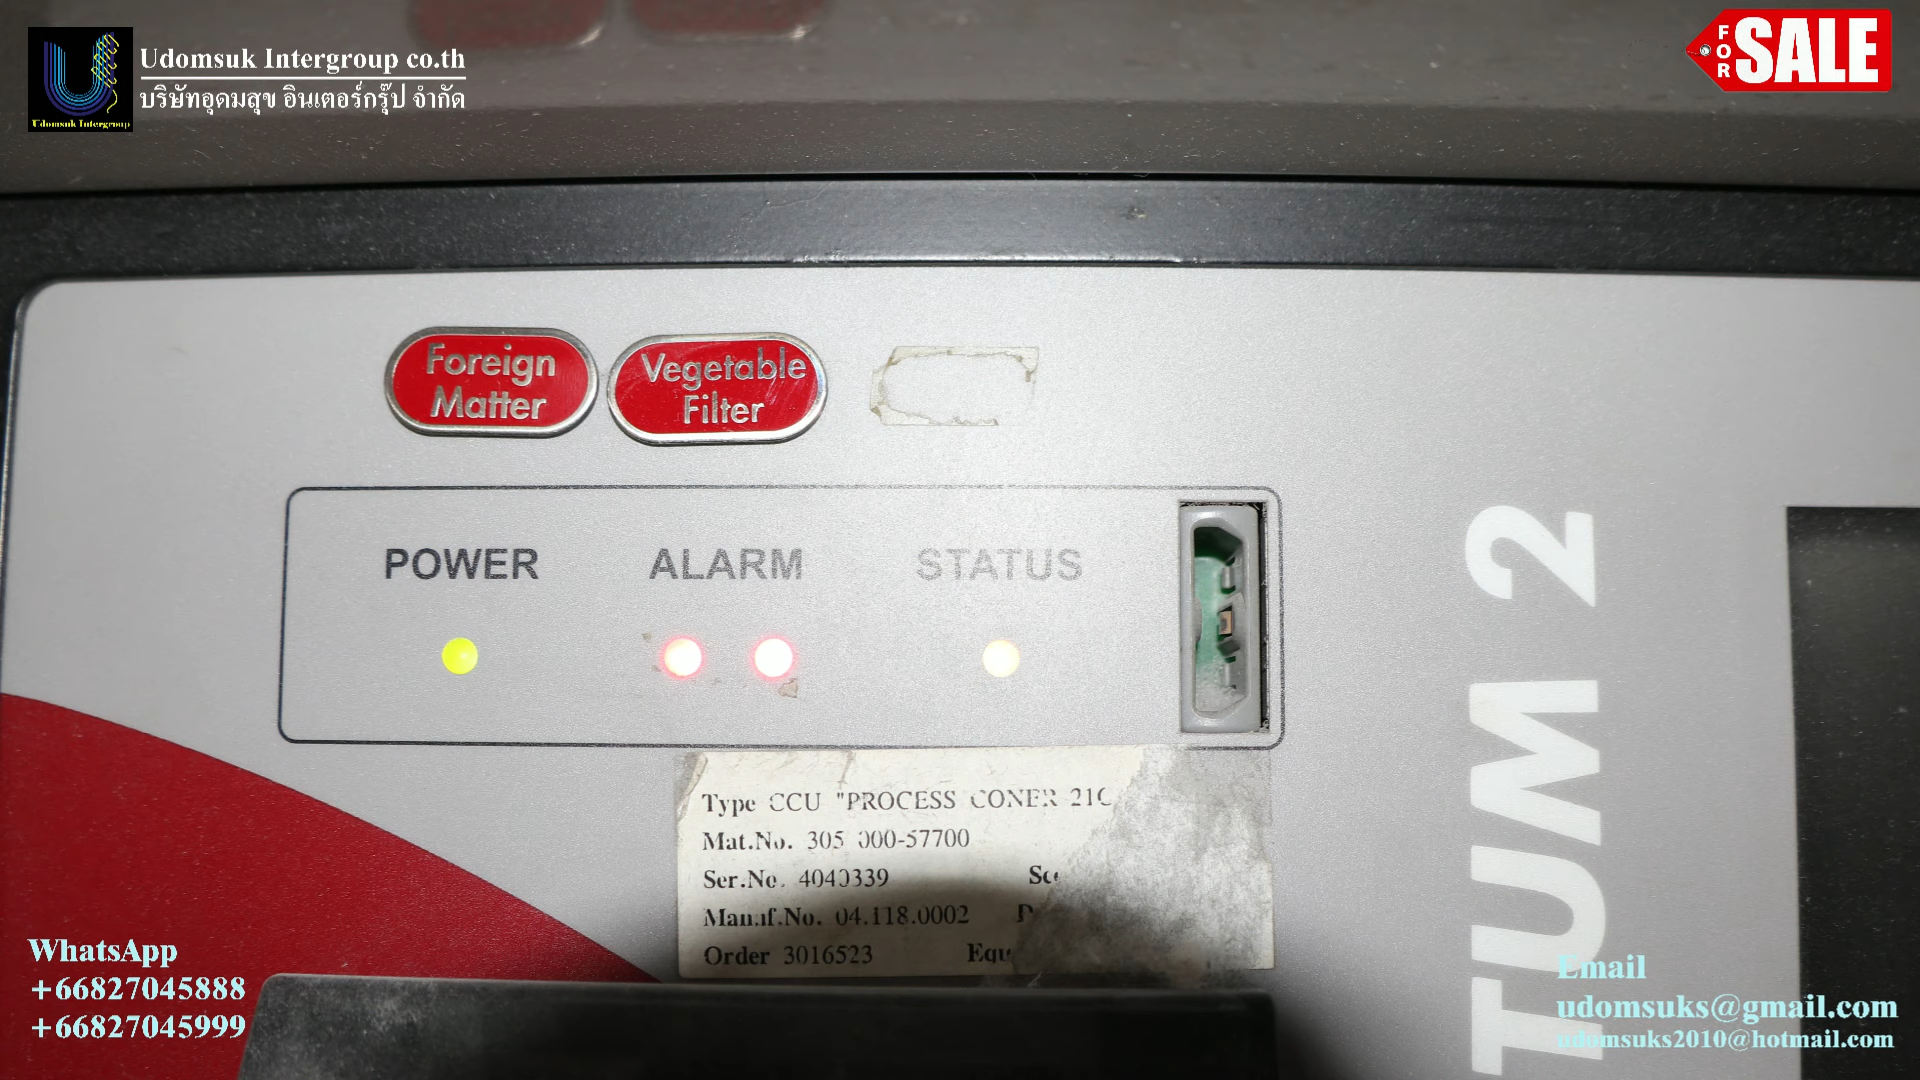 Udomsuk Intergroup co.th
บริษัทอุดมสุข อินเตอร์กรุ๊ป จำกัด
Udomsuk Intergroup
FOR SALE
Foreign
Matter
Vegetable
Filter
POWER
ALARM
STATUS
TUM 2
Type CCU "PROCESS CONER 21C
Mat.No. 305 000-57700
Ser.No. 4040339
Manuf.No. 04.118.0002
Order 3016523
WhatsApp
+66827045888
+66827045999
Email
udomsuks@gmail.com
udomsuks2010@hotmail.com